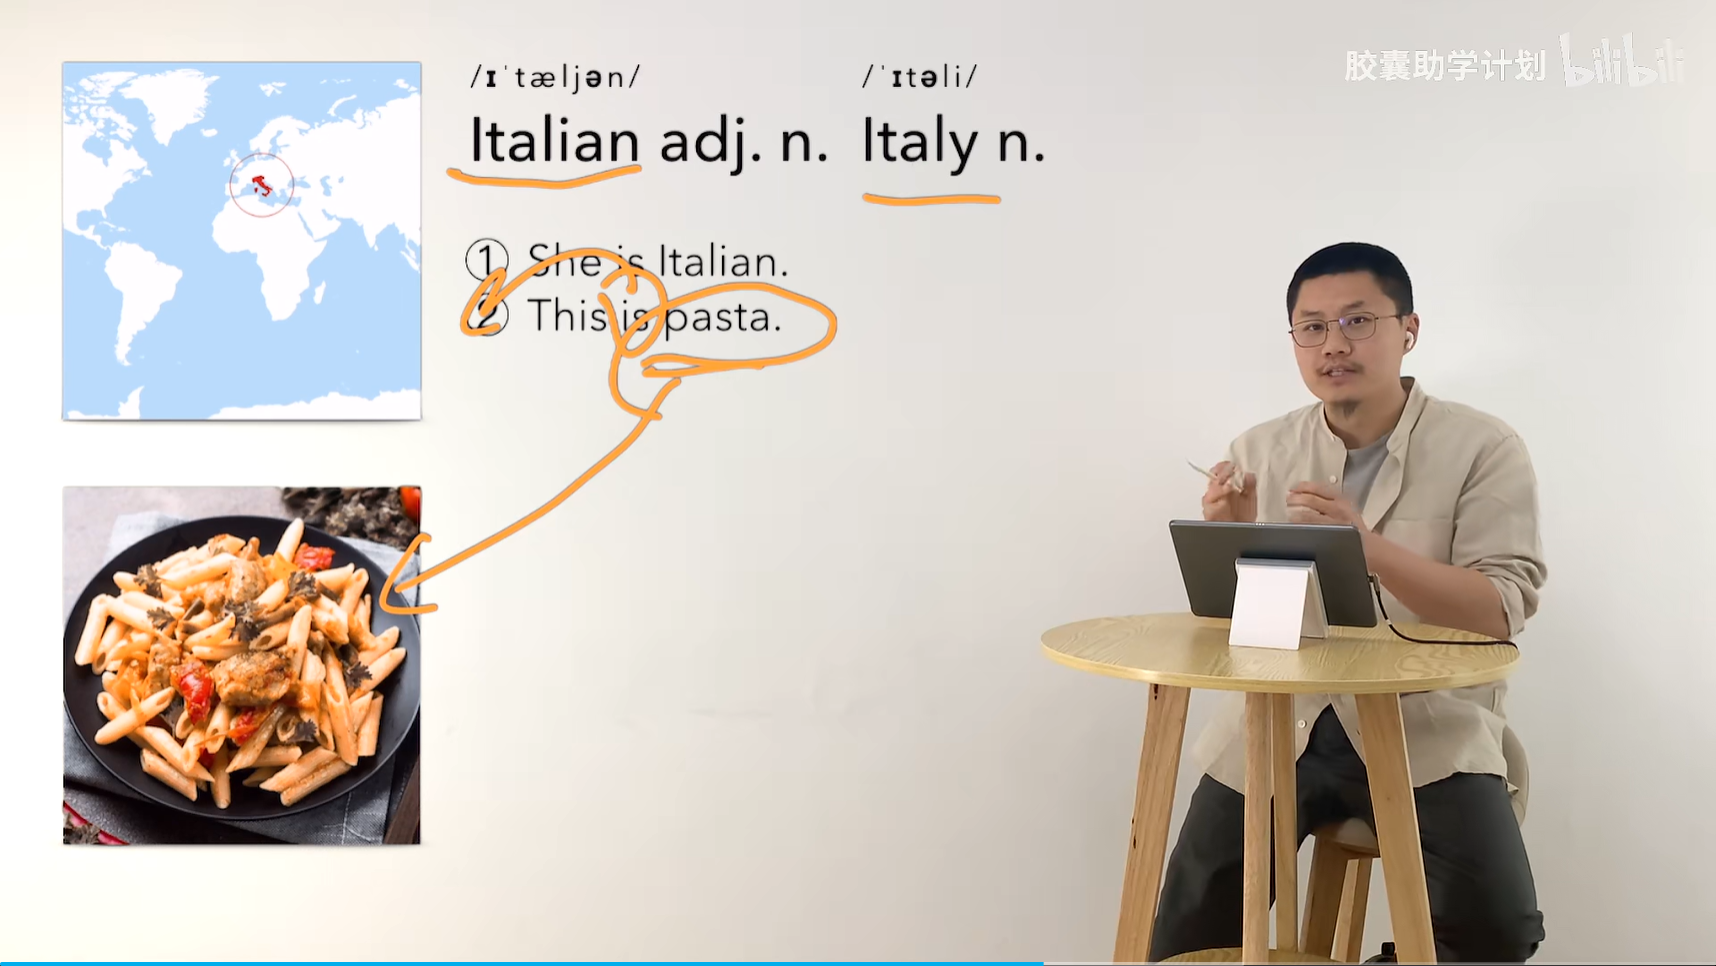 胶囊助学计划 bilibili
/ɪˈtæljən/ /ˈɪtəli/
Italian adj. n. Italy n.
① She is Italian.
② This is pasta.